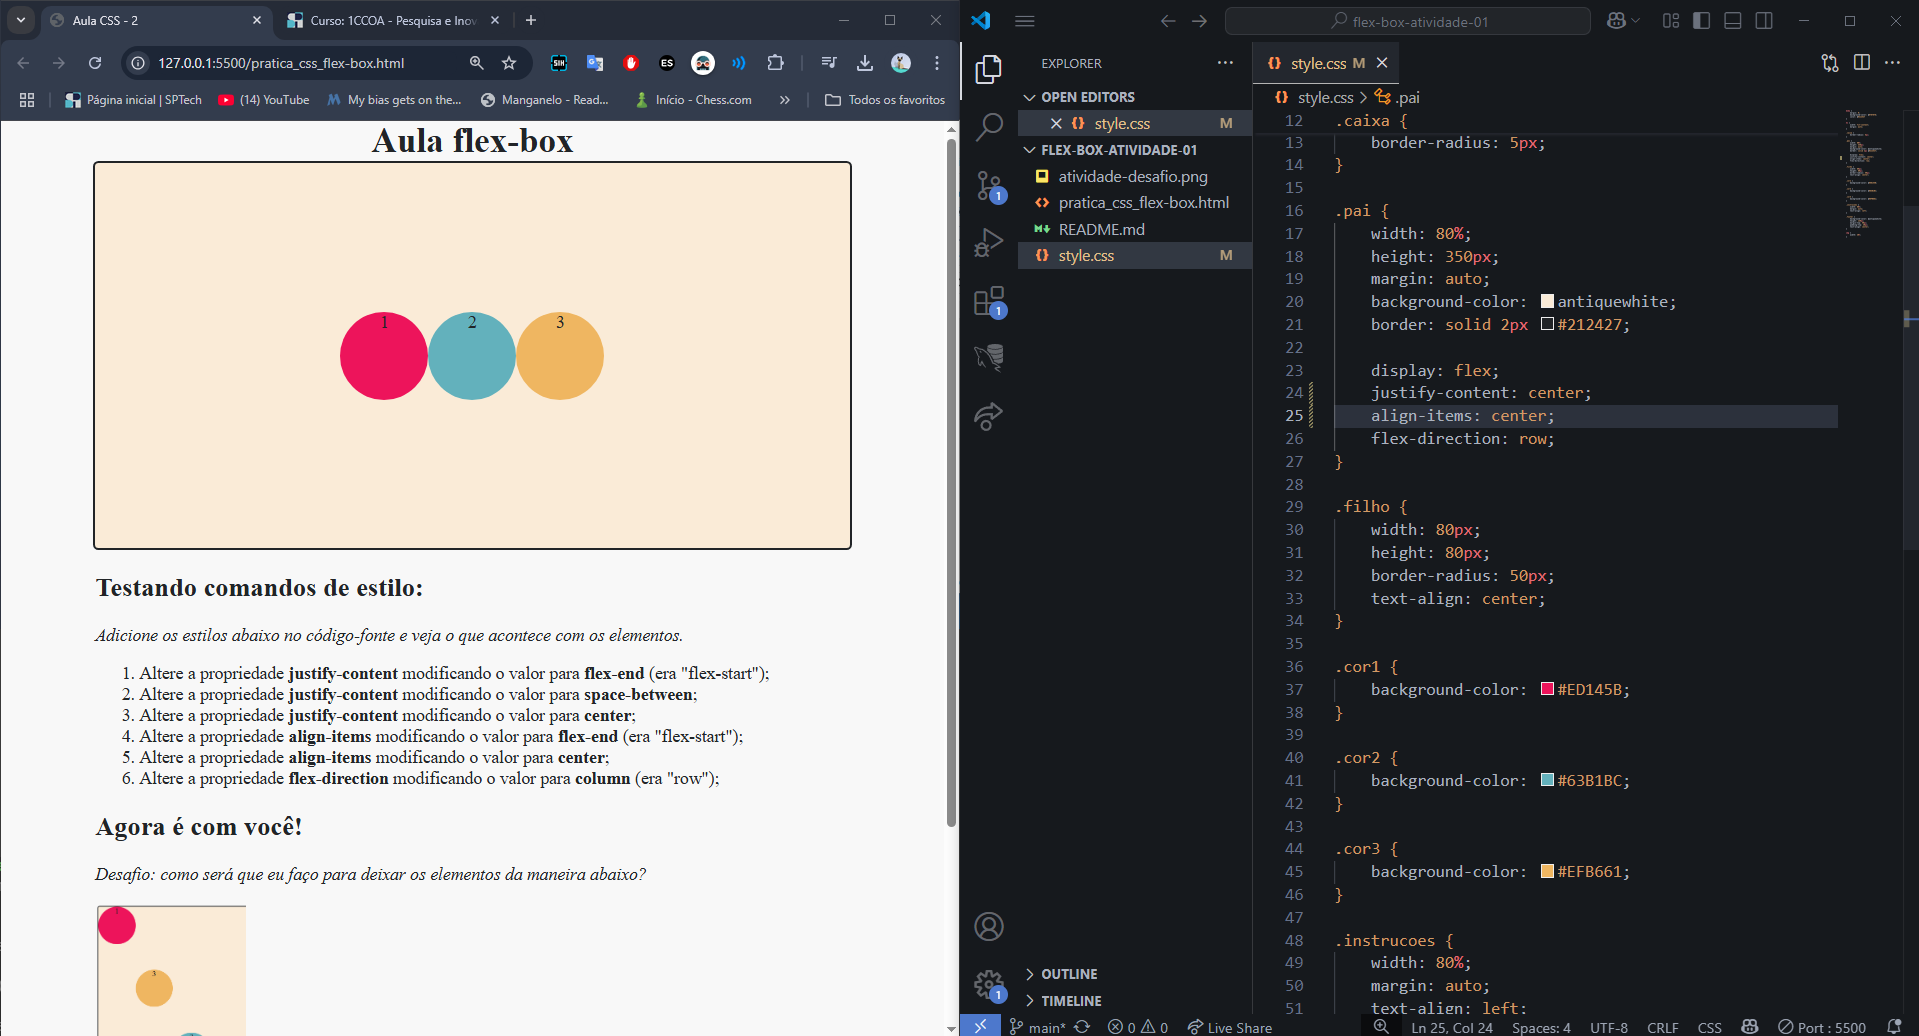 Aula CSS - 2
Curso: 1CCOA - Pesquisa e Inov
127.0.0.1:5500/pratica_css_flex-box.html
Página inicial | SPTech
(14) YouTube
My bias gets on the...
Manganelo - Read...
Início - Chess.com
Todos os favoritos
Aula flex-box
1
2
3
Testando comandos de estilo:
Adicione os estilos abaixo no código-fonte e veja o que acontece com os elementos.
1. Altere a propriedade justify-content modificando o valor para flex-end (era "flex-start");
2. Altere a propriedade justify-content modificando o valor para space-between;
3. Altere a propriedade justify-content modificando o valor para center;
4. Altere a propriedade align-items modificando o valor para flex-end (era "flex-start");
5. Altere a propriedade align-items modificando o valor para center;
6. Altere a propriedade flex-direction modificando o valor para column (era "row");
Agora é com você!
Desafio: como será que eu faço para deixar os elementos da maneira abaixo?
3
flex-box-atividade-01
EXPLORER
OPEN EDITORS
style.css M
FLEX-BOX-ATIVIDADE-01
atividade-desafio.png
pratica_css_flex-box.html
README.md
style.css M
1
1
1
OUTLINE
TIMELINE
style.css M
style.css > .pai
12 .caixa {
13 border-radius: 5px;
14 }
15
16 .pai {
17 width: 80%;
18 height: 350px;
19 margin: auto;
20 background-color: antiquewhite;
21 border: solid 2px #212427;
22
23 display: flex;
24 justify-content: center;
25 align-items: center;
26 flex-direction: row;
27 }
28
29 .filho {
30 width: 80px;
31 height: 80px;
32 border-radius: 50px;
33 text-align: center;
34 }
35
36 .cor1 {
37 background-color: #ED145B;
38 }
39
40 .cor2 {
41 background-color: #63B1BC;
42 }
43
44 .cor3 {
45 background-color: #EFB661;
46 }
47
48 .instrucoes {
49 width: 80%;
50 margin: auto;
51 text-align: left;
main* 0 0 Live Share Ln 25, Col 24 Spaces: 4 UTF-8 CRLF CSS Port : 5500